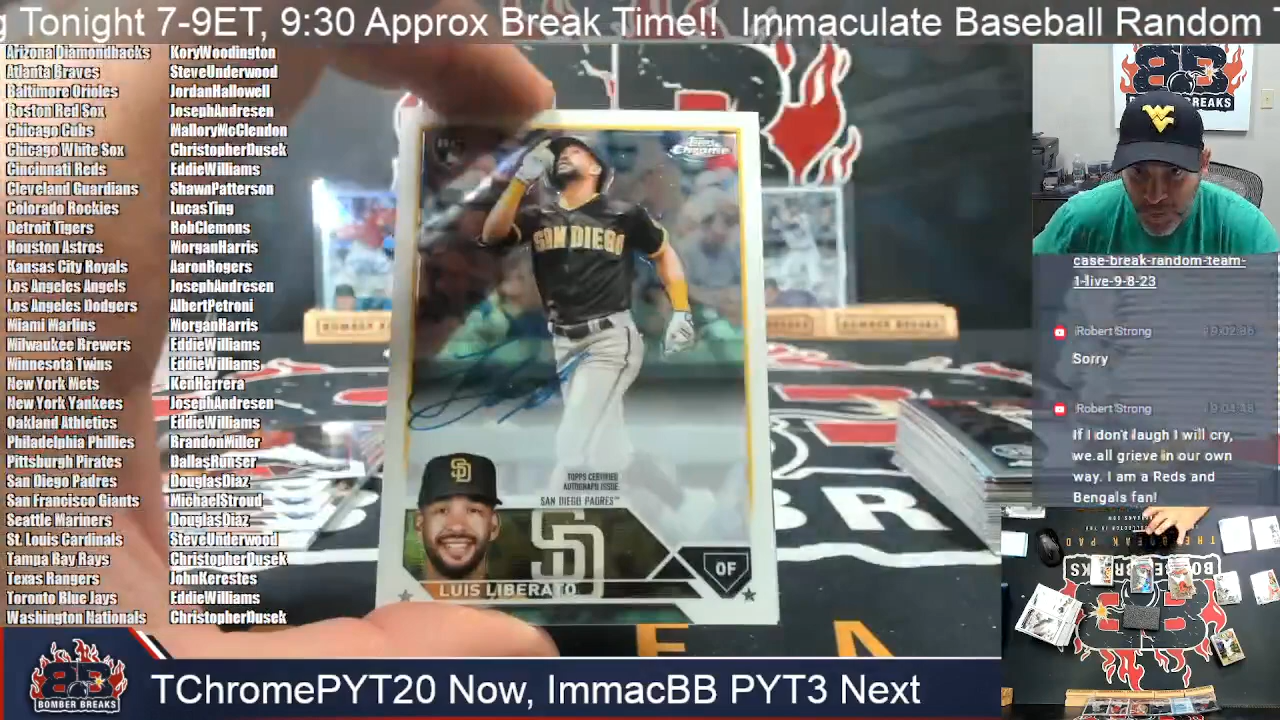 g Tonight 7-9ET, 9:30 Approx Break Time!! Immaculate Baseball Random T
Arizona Diamondbacks KoryWoodington
Atlanta Braves SteveUnderwood
Baltimore Orioles JordanHallowell
Boston Red Sox JosephAndresen
Chicago Cubs MalloryMcClendon
Chicago White Sox ChristopherDusek
Cincinnati Reds EddieWilliams
Cleveland Guardians ShawnPatterson
Colorado Rockies LucasTing
Detroit Tigers RobClemons
Houston Astros MorganHarris
Kansas City Royals AaronRogers
Los Angeles Angels JosephAndresen
Los Angeles Dodgers AlbertPetroni
Miami Marlins MorganHarris
Milwaukee Brewers EddieWilliams
Minnesota Twins EddieWilliams
New York Mets KenHerrera
New York Yankees JosephAndresen
Oakland Athletics EddieWilliams
Philadelphia Phillies BrandonMiller
Pittsburgh Pirates DallasRunser
San Diego Padres DouglasDiaz
San Francisco Giants MichaelStroud
Seattle Mariners DouglasDiaz
St. Louis Cardinals SteveUnderwood
Tampa Bay Rays ChristopherDusek
Texas Rangers JohnKerestes
Toronto Blue Jays EddieWilliams
Washington Nationals ChristopherDusek
Topps
Chrome
SAN DIEGO
TOPPS CERTIFIED
AUTOGRAPH ISSUE
SAN DIEGO PADRES™
SD
SD
OF
LUIS LIBERATO
BOMBER BREAKS
case-break-random-team-
1-live-9-8-23
Robert Strong
Sorry
Robert Strong
If I don't laugh I will cry,
we.all grieve in our own
way. I am a Reds and
Bengals fan!
BOMBER BREAKS
TChromePYT20 Now, ImmacBB PYT3 Next